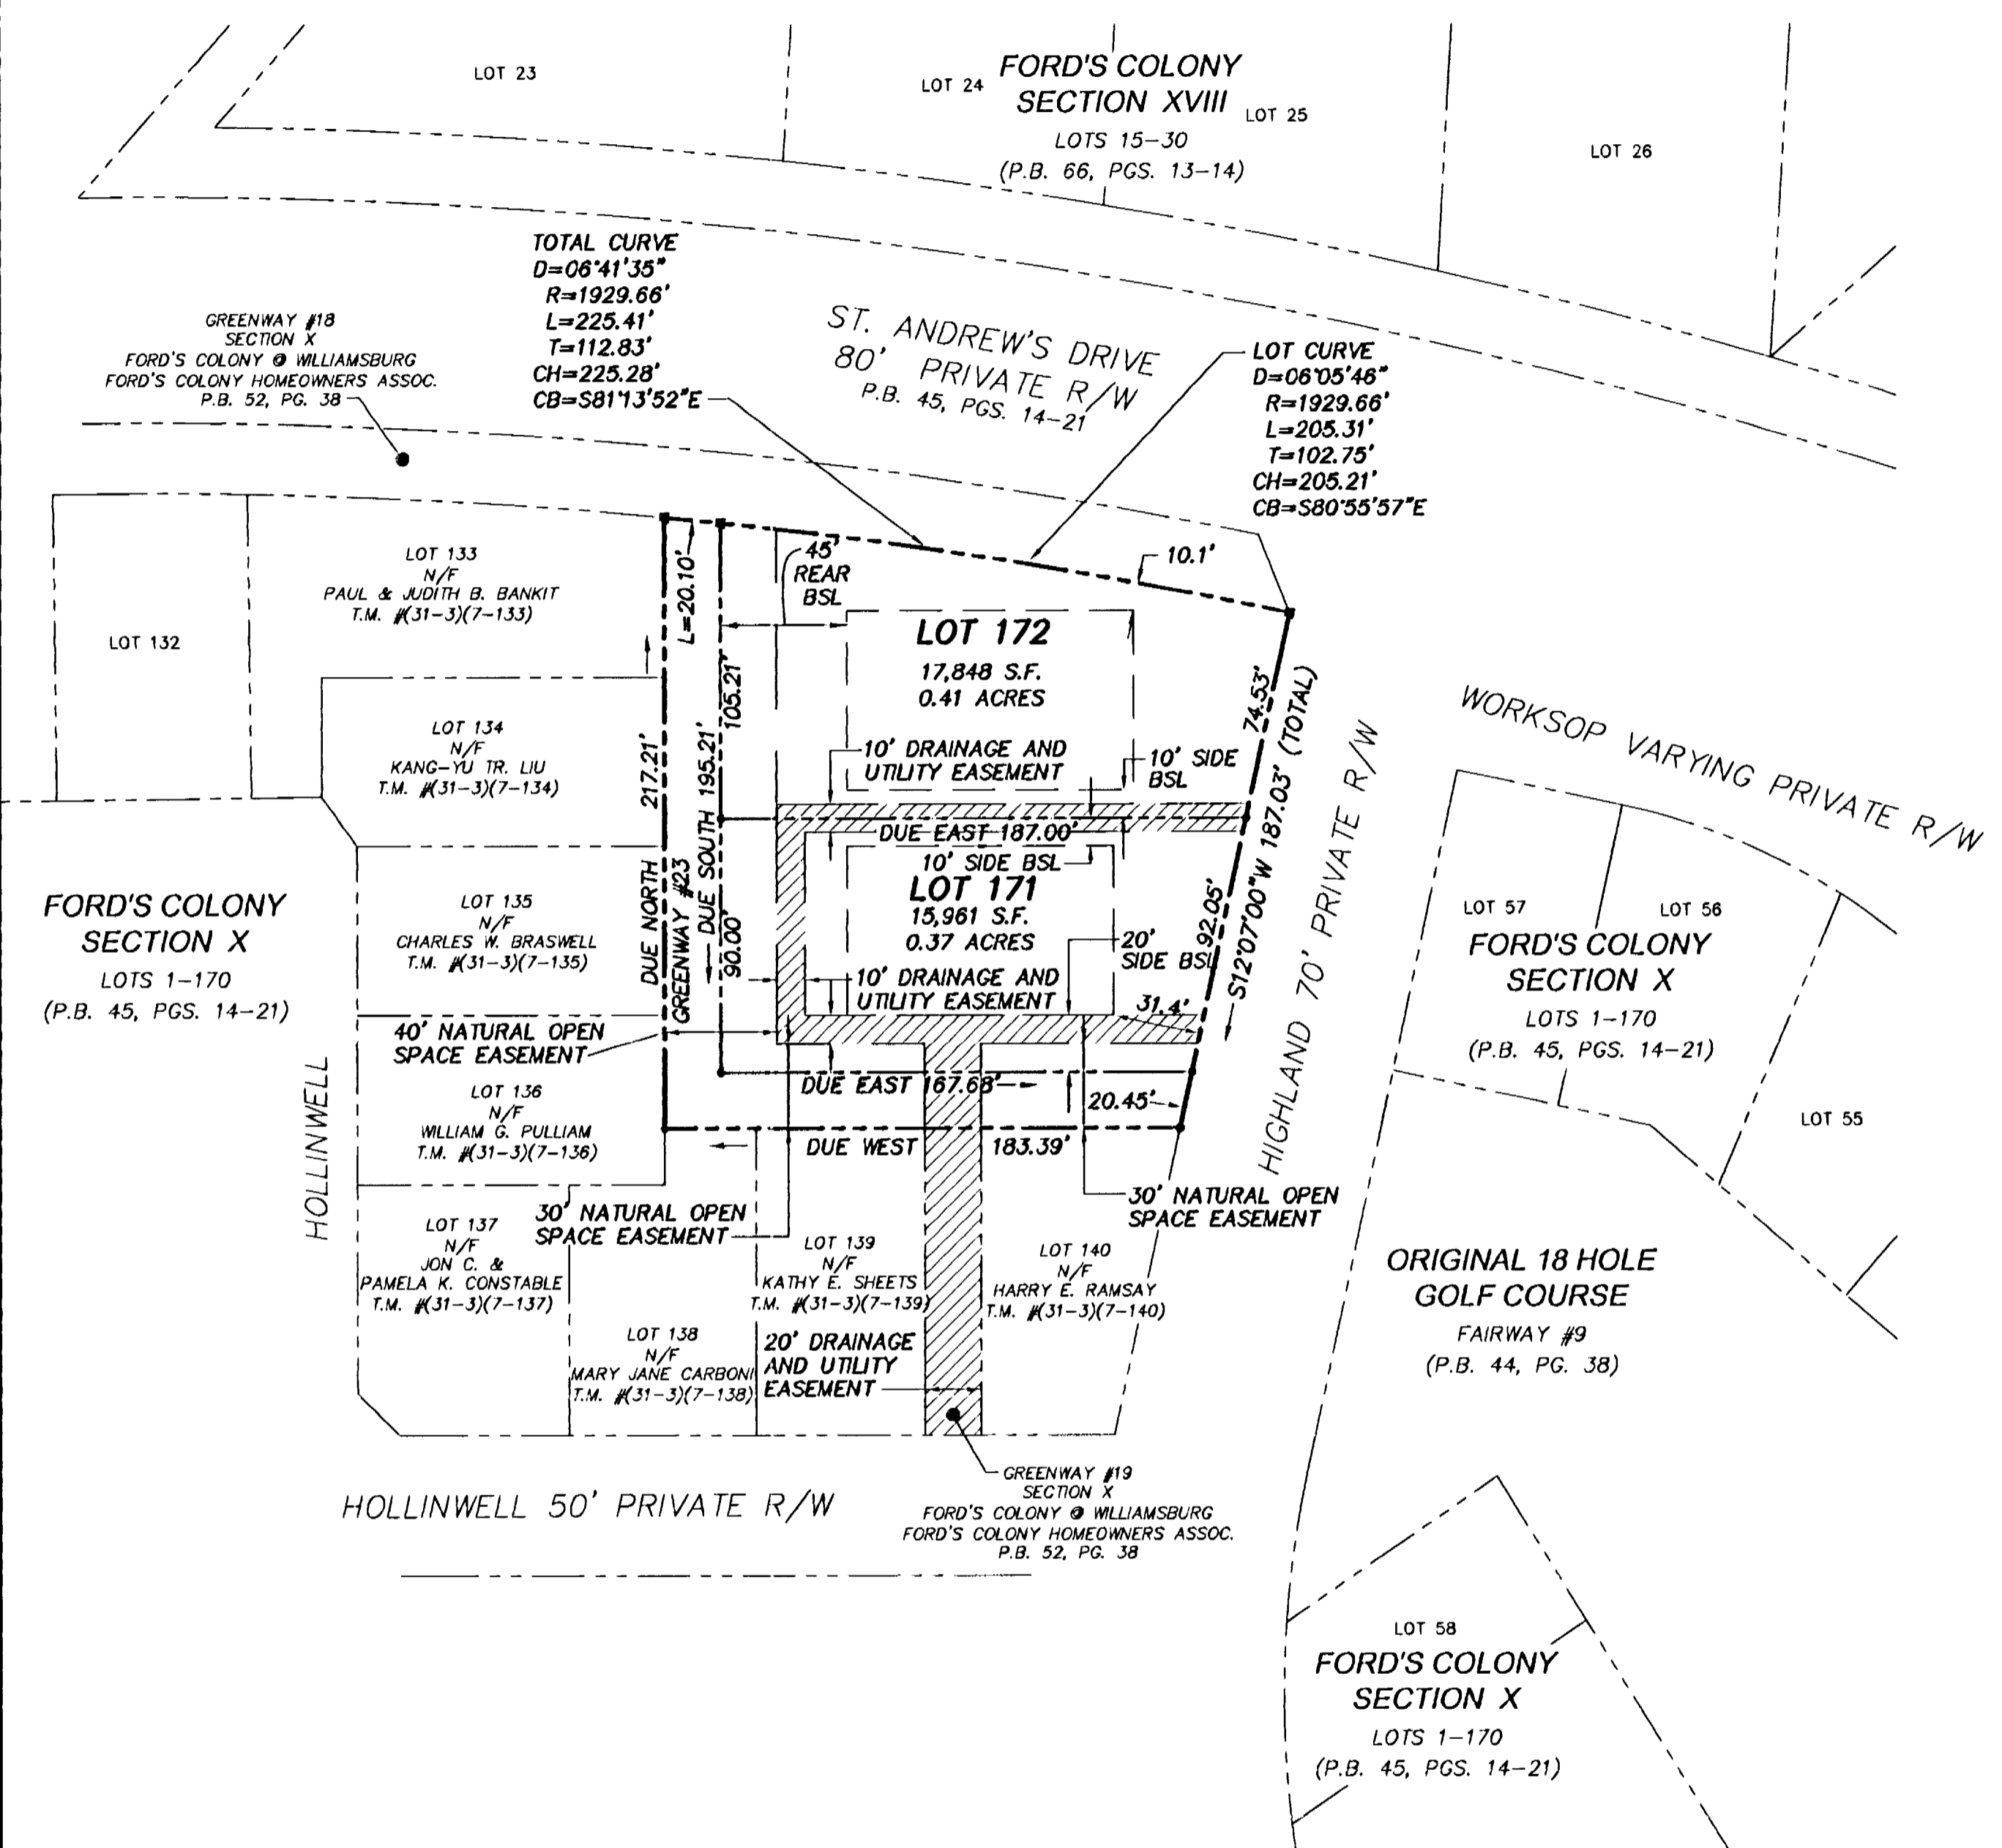 LOT 23
LOT 24
FORD'S COLONY
SECTION XVIII
LOTS 15-30
(P.B. 66, PGS. 13-14)
LOT 25
LOT 26
TOTAL CURVE
D=06°41'35"
R=1929.66'
L=225.41'
T=112.83'
CH=225.28'
CB=S81°13'52"E
GREENWAY #18
SECTION X
FORD'S COLONY @ WILLIAMSBURG
FORD'S COLONY HOMEOWNERS ASSOC.
P.B. 52, PG. 38
ST. ANDREW'S DRIVE
80' PRIVATE R/W
P.B. 45, PGS. 14-21
LOT CURVE
D=06°05'46"
R=1929.66'
L=205.31'
T=102.75'
CH=205.21'
CB=S80°55'57"E
LOT 132
LOT 133
N/F
PAUL & JUDITH B. BANKIT
T.M. #(31-3)(7-133)
L=20.10'
45'
REAR
BSL
10.1'
LOT 172
17,848 S.F.
0.41 ACRES
105.21'
74.53'
S12°07'00"W 187.03' (TOTAL)
LOT 134
N/F
KANG-YU TR. LIU
T.M. #(31-3)(7-134)
DUE NORTH 217.21'
GREENWAY #23
DUE SOUTH 195.21'
10' DRAINAGE AND
UTILITY EASEMENT
10' SIDE
BSL
DUE EAST 187.00'
10' SIDE BSL
LOT 171
15,961 S.F.
0.37 ACRES
90.00'
92.05'
20'
SIDE BSL
10' DRAINAGE AND
UTILITY EASEMENT
31.4'
HIGHLAND 70' PRIVATE R/W
WORKSOP VARYING PRIVATE R/W
FORD'S COLONY
SECTION X
LOTS 1-170
(P.B. 45, PGS. 14-21)
LOT 135
N/F
CHARLES W. BRASWELL
T.M. #(31-3)(7-135)
40' NATURAL OPEN
SPACE EASEMENT
LOT 57
LOT 56
FORD'S COLONY
SECTION X
LOTS 1-170
(P.B. 45, PGS. 14-21)
LOT 55
HOLLINWELL
LOT 136
N/F
WILLIAM G. PULLIAM
T.M. #(31-3)(7-136)
DUE EAST 167.68'
20.45'
DUE WEST 183.39'
30' NATURAL OPEN
SPACE EASEMENT
30' NATURAL OPEN
SPACE EASEMENT
LOT 137
N/F
JON C. &
PAMELA K. CONSTABLE
T.M. #(31-3)(7-137)
LOT 138
N/F
MARY JANE CARBONI
T.M. #(31-3)(7-138)
LOT 139
N/F
KATHY E. SHEETS
T.M. #(31-3)(7-139)
20' DRAINAGE
AND UTILITY
EASEMENT
LOT 140
N/F
HARRY E. RAMSAY
T.M. #(31-3)(7-140)
ORIGINAL 18 HOLE
GOLF COURSE
FAIRWAY #9
(P.B. 44, PG. 38)
HOLLINWELL 50' PRIVATE R/W
GREENWAY #19
SECTION X
FORD'S COLONY @ WILLIAMSBURG
FORD'S COLONY HOMEOWNERS ASSOC.
P.B. 52, PG. 38
LOT 58
FORD'S COLONY
SECTION X
LOTS 1-170
(P.B. 45, PGS. 14-21)